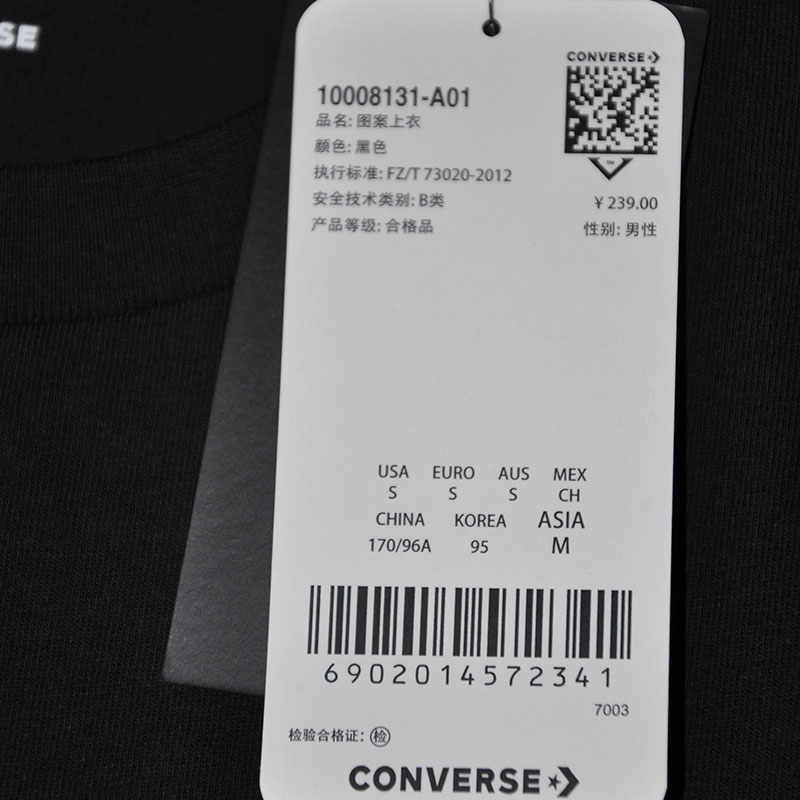 SE
CONVERSE
10008131-A01
品名: 图案上衣
颜色: 黑色
执行标准: FZ/T 73020-2012
安全技术类别: B类
¥ 239.00
产品等级: 合格品
性别: 男性
USA EURO AUS MEX
S S S CH
CHINA KOREA ASIA
170/96A 95 M
6902014572341
7003
检验合格证: 检
CONVERSE